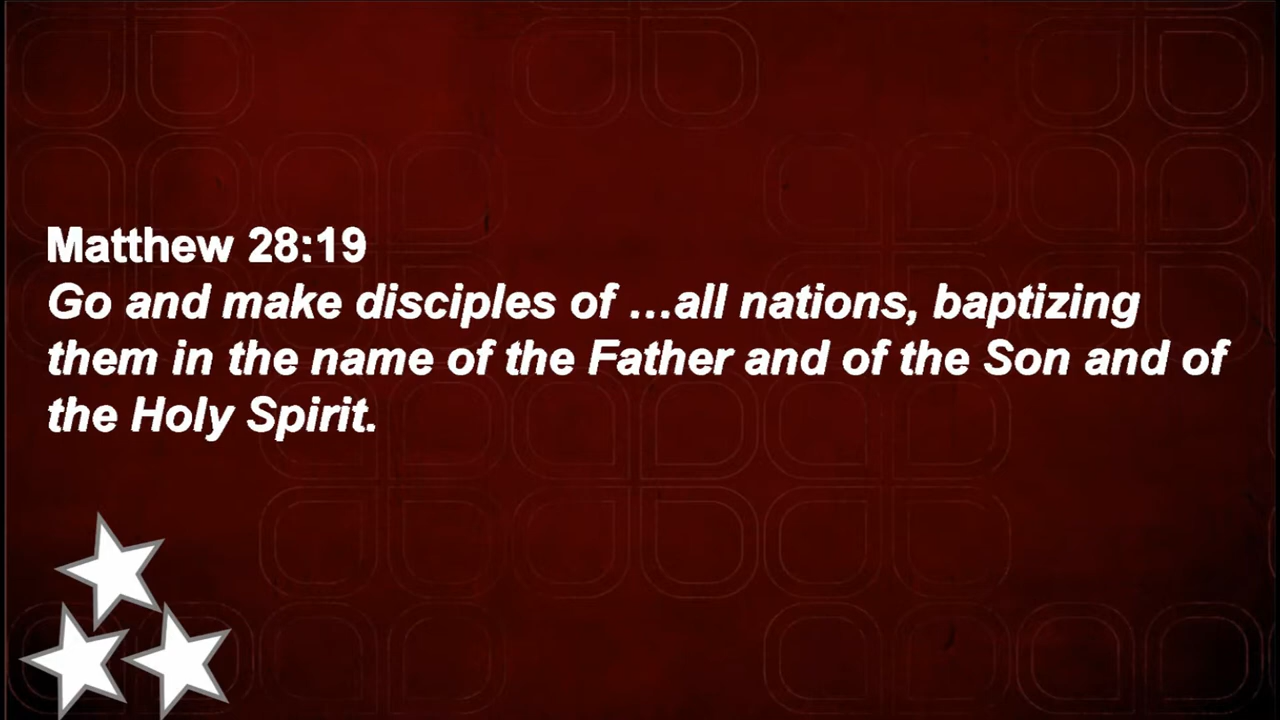 Matthew 28:19
Go and make disciples of ...all nations, baptizing
them in the name of the Father and of the Son and of
the Holy Spirit.